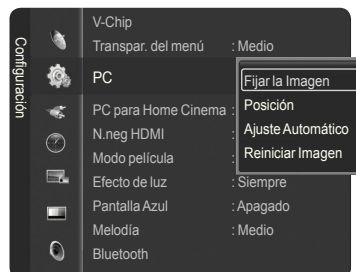 Configuración
V-Chip
Transpar. del menú : Medio
PC
PC para Home Cinema :
N.neg HDMI :
Modo película :
Efecto de luz : Siempre
Pantalla Azul : Apagado
Melodía : Medio
Bluetooth
Fijar la Imagen
Posición
Ajuste Automático
Reiniciar Imagen